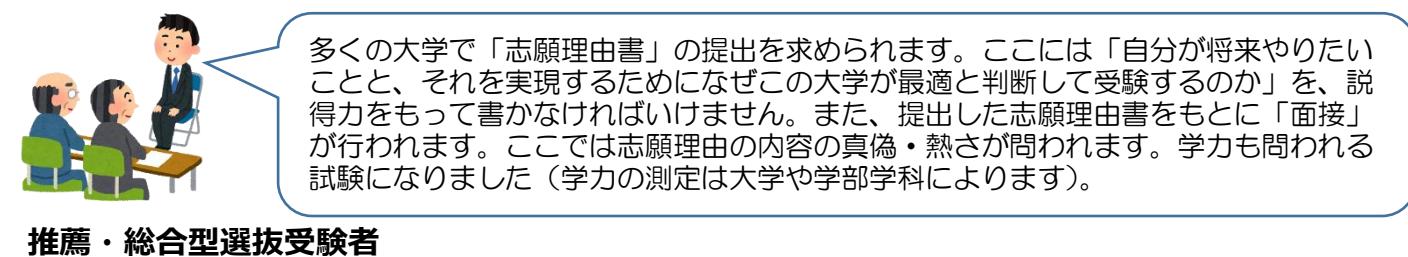 多くの大学で「志願理由書」の提出を求められます。ここには「自分が将来やりたい
ことと、それを実現するためになぜこの大学が最適と判断して受験するのか」を、説
得力をもって書かなければいけません。また、提出した志願理由書をもとに「面接」
が行われます。ここでは志願理由の内容の真偽・熱さが問われます。学力も問われる
試験になりました（学力の測定は大学や学部学科によります）。
推薦・総合型選抜受験者